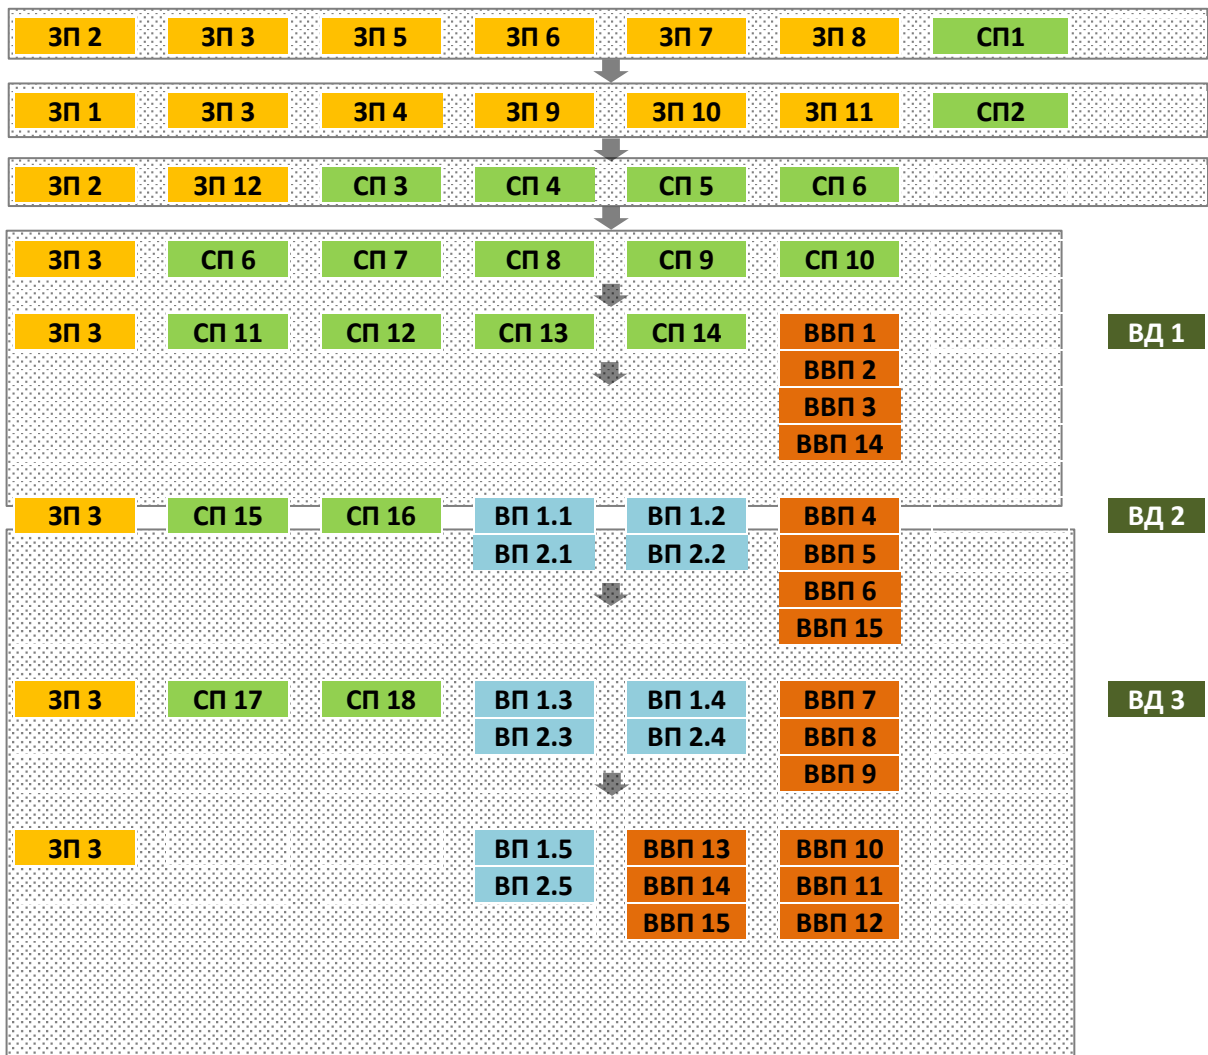 ЗП 2 ЗП 3 ЗП 5 ЗП 6 ЗП 7 ЗП 8 СП1
ЗП 1 ЗП 3 ЗП 4 ЗП 9 ЗП 10 ЗП 11 СП2
ЗП 2 ЗП 12 СП 3 СП 4 СП 5 СП 6
ЗП 3 СП 6 СП 7 СП 8 СП 9 СП 10
ЗП 3 СП 11 СП 12 СП 13 СП 14 ВВП 1 ВД 1
ВВП 2
ВВП 3
ВВП 14
ЗП 3 СП 15 СП 16 ВП 1.1 ВП 1.2 ВВП 4 ВД 2
ВП 2.1 ВП 2.2 ВВП 5
ВВП 6
ВВП 15
ЗП 3 СП 17 СП 18 ВП 1.3 ВП 1.4 ВВП 7 ВД 3
ВП 2.3 ВП 2.4 ВВП 8
ВВП 9
ЗП 3 ВП 1.5 ВВП 13 ВВП 10
ВП 2.5 ВВП 14 ВВП 11
ВВП 15 ВВП 12